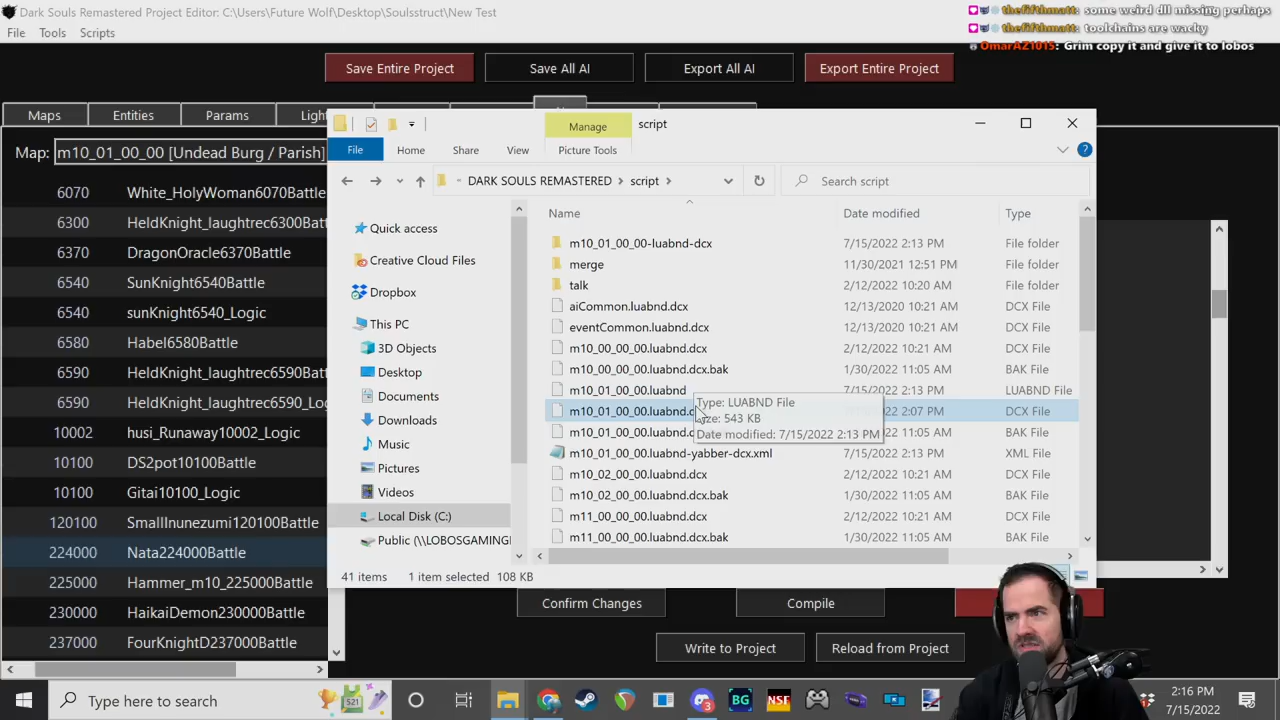 Dark Souls Remastered Project Editor: C:\Users\Future Wolf\Desktop\Soulsstruct\New Test
thefifthmatt: some weird dll missing perhaps
thefifthmatt: toolchains are wacky
OmarAZ1015: Grim copy it and give it to lobos
File Tools Scripts
Save Entire Project Save All AI Export All AI Export Entire Project
Maps Entities Params
Map: m10_01_00_00 [Undead Burg / Parish]
6070 White_HolyWoman6070Battle
6300 HeldKnight_laughtrec6300Batt
6370 DragonOracle6370Battle
6540 SunKnight6540Battle
6540 sunKnight6540_Logic
6580 Habel6580Battle
6590 HeldKnight_laughtrec6590Batt
6590 HeldKnight_laughtrec6590_Log
10002 husi_Runaway10002_Logic
10100 DS2pot10100Battle
10100 Gitai10100_Logic
120100 SmallInunezumi120100Battle
224000 Nata224000Battle
225000 Hammer_m10_225000Battle
230000 HaikaiDemon230000Battle
237000 FourKnightD237000Battle
Manage script
File Home Share View Picture Tools
DARK SOULS REMASTERED script Search script
Quick access
Creative Cloud Files
Dropbox
This PC
3D Objects
Desktop
Documents
Downloads
Music
Pictures
Videos
Local Disk (C:)
Public (\\LOBOSGAMING
Name Date modified Type
m10_01_00_00-luabnd-dcx 7/15/2022 2:13 PM File folder
merge 11/30/2021 12:51 PM File folder
talk 2/12/2022 10:20 AM File folder
aiCommon.luabnd.dcx 12/13/2020 10:21 AM DCX File
eventCommon.luabnd.dcx 12/13/2020 10:21 AM DCX File
m10_00_00_00.luabnd.dcx 2/12/2022 10:21 AM DCX File
m10_00_00_00.luabnd.dcx.bak 1/30/2022 11:05 AM BAK File
m10_01_00_00.luabnd 7/15/2022 2:13 PM LUABND File
m10_01_00_00.luabnd.d 2022 2:07 PM DCX File
m10_01_00_00.luabnd.d 2022 11:05 AM BAK File
m10_01_00_00.luabnd-yabber-dcx.xml 7/15/2022 2:13 PM XML File
m10_02_00_00.luabnd.dcx 2/12/2022 10:21 AM DCX File
m10_02_00_00.luabnd.dcx.bak 1/30/2022 11:05 AM BAK File
m11_00_00_00.luabnd.dcx 2/12/2022 10:21 AM DCX File
m11_00_00_00.luabnd.dcx.bak 1/30/2022 11:05 AM BAK File
Type: LUABND File
Size: 543 KB
Date modified: 7/15/2022 2:13 PM
41 items 1 item selected 108 KB
Confirm Changes Compile
Write to Project Reload from Project
Type here to search
2:16 PM
7/15/2022